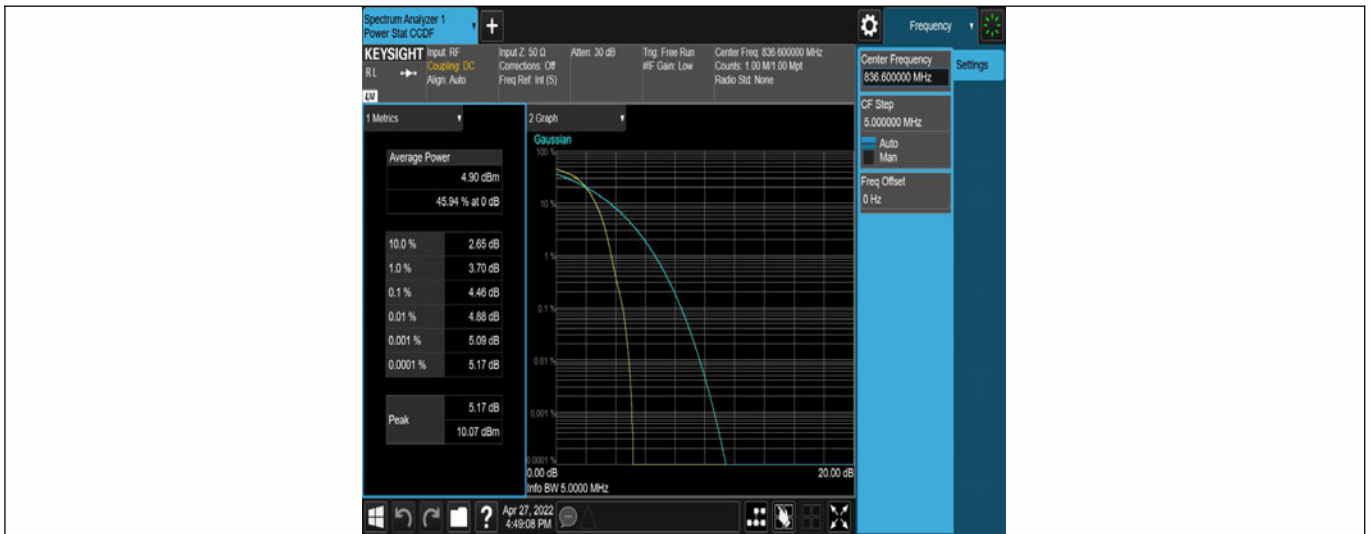 Spectrum Analyzer 1
Power Stat CCDF
Frequency
KEYSIGHT
Input: RF
Coupling: DC
Align: Auto
Input Z: 50 Ω
Corrections: Off
Freq Ref: Int (S)
Atten: 30 dB
Trig: Free Run
#IF Gain: Low
Center Freq: 836.600000 MHz
Counts: 1.00 M/1.00 Mpt
Radio Std: None
RL
LXI
Center Frequency
836.600000 MHz
Settings
CF Step
5.000000 MHz
Auto
Man
Freq Offset
0 Hz
1 Metrics
Average Power
4.90 dBm
45.94 % at 0 dB
10.0 % 2.65 dB
1.0 % 3.70 dB
0.1 % 4.46 dB
0.01 % 4.88 dB
0.001 % 5.09 dB
0.0001 % 5.17 dB
Peak
5.17 dB
10.07 dBm
2 Graph
Gaussian
100 %
10 %
1 %
0.1 %
0.01 %
0.001 %
0.0001 %
0.00 dB 20.00 dB
Info BW 5.0000 MHz
Apr 27, 2022
4:49:08 PM